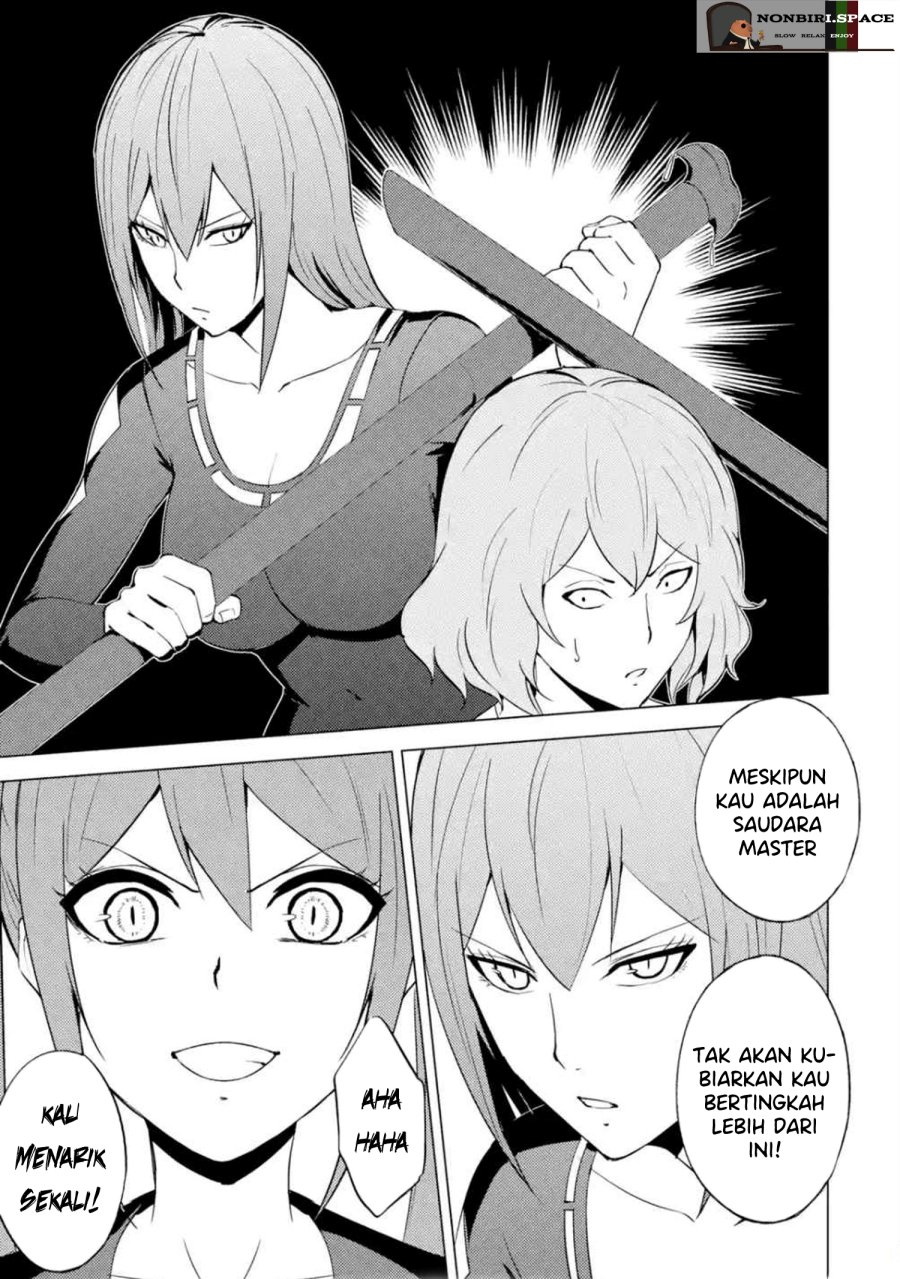 NONBIRI.SPACE
SLOW RELAX ENJOY
MESKIPUN
KAU ADALAH
SAUDARA
MASTER
TAK AKAN KU-
BIARKAN KAU
BERTINGKAH
LEBIH DARI
INI!
AHA
HAHA
KAU
MENARIK
SEKALI!